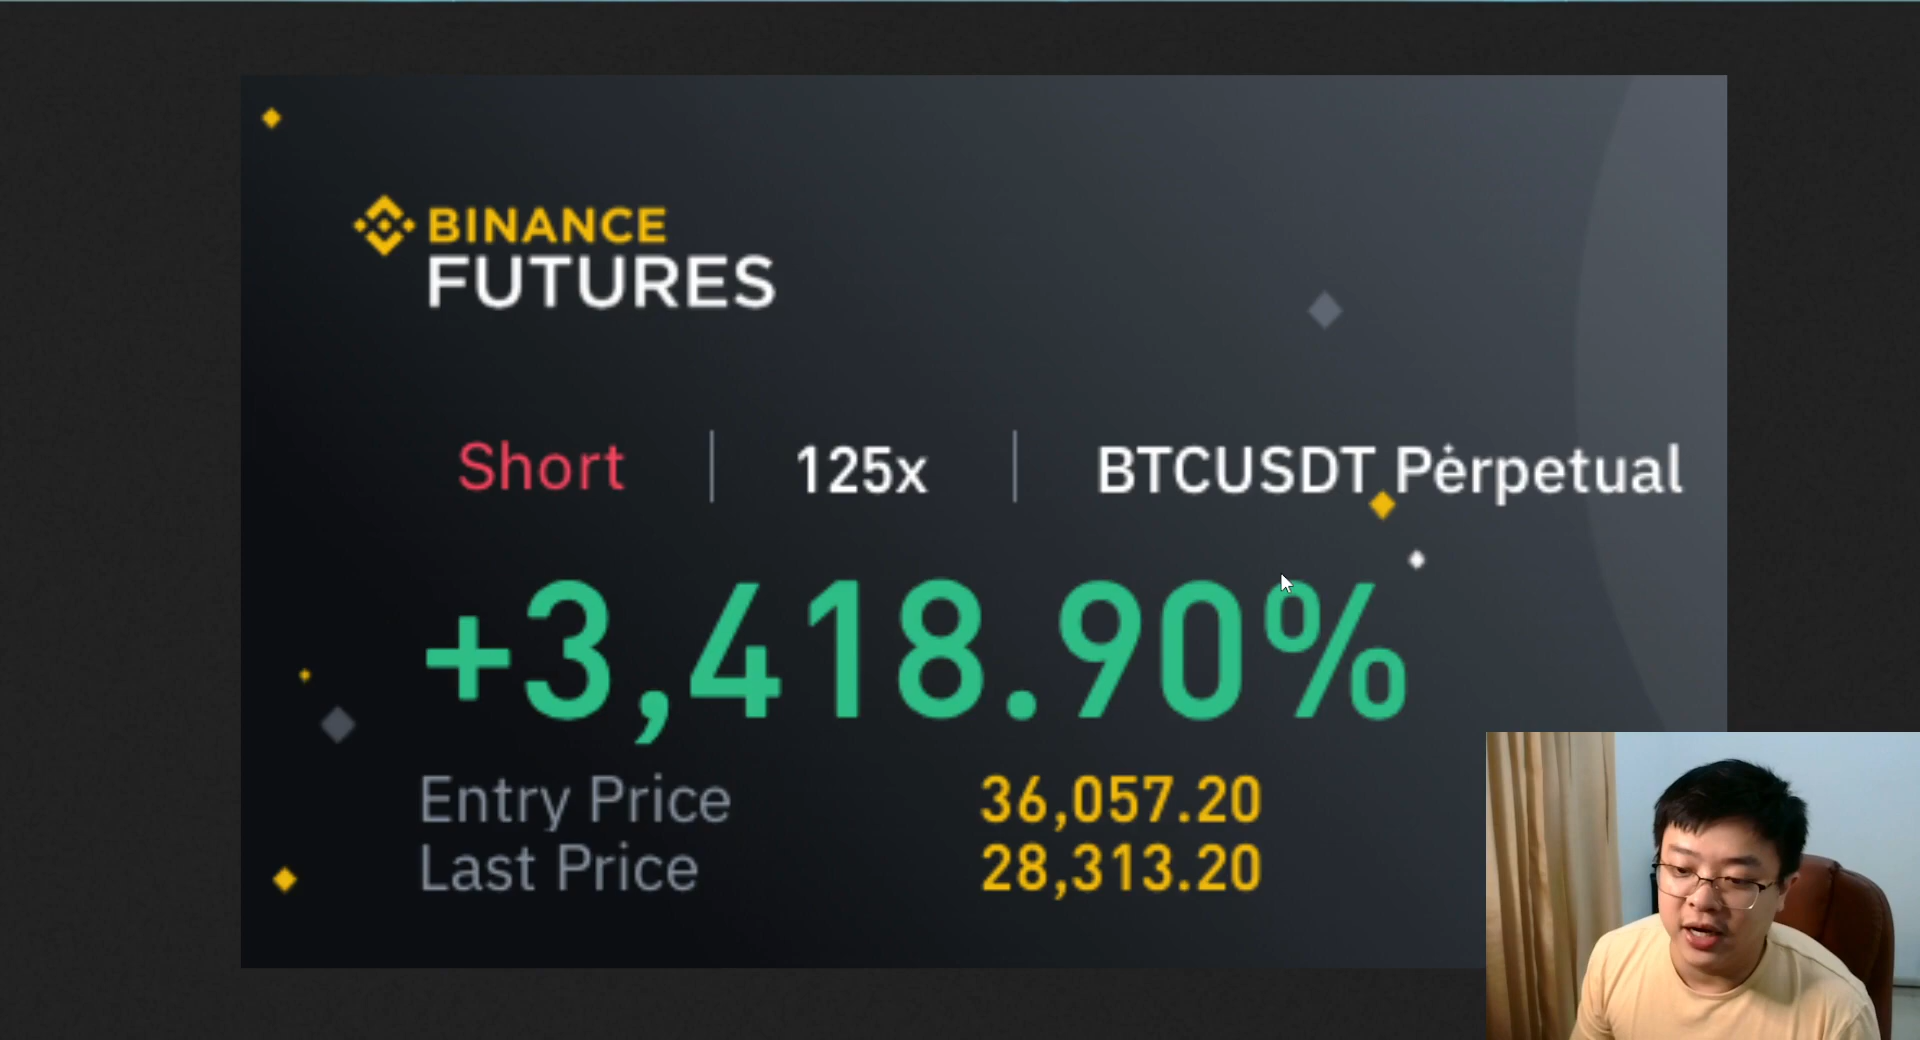 BINANCE
FUTURES
Short | 125x | BTCUSDT Perpetual
+3,418.90%
Entry Price 36,057.20
Last Price 28,313.20